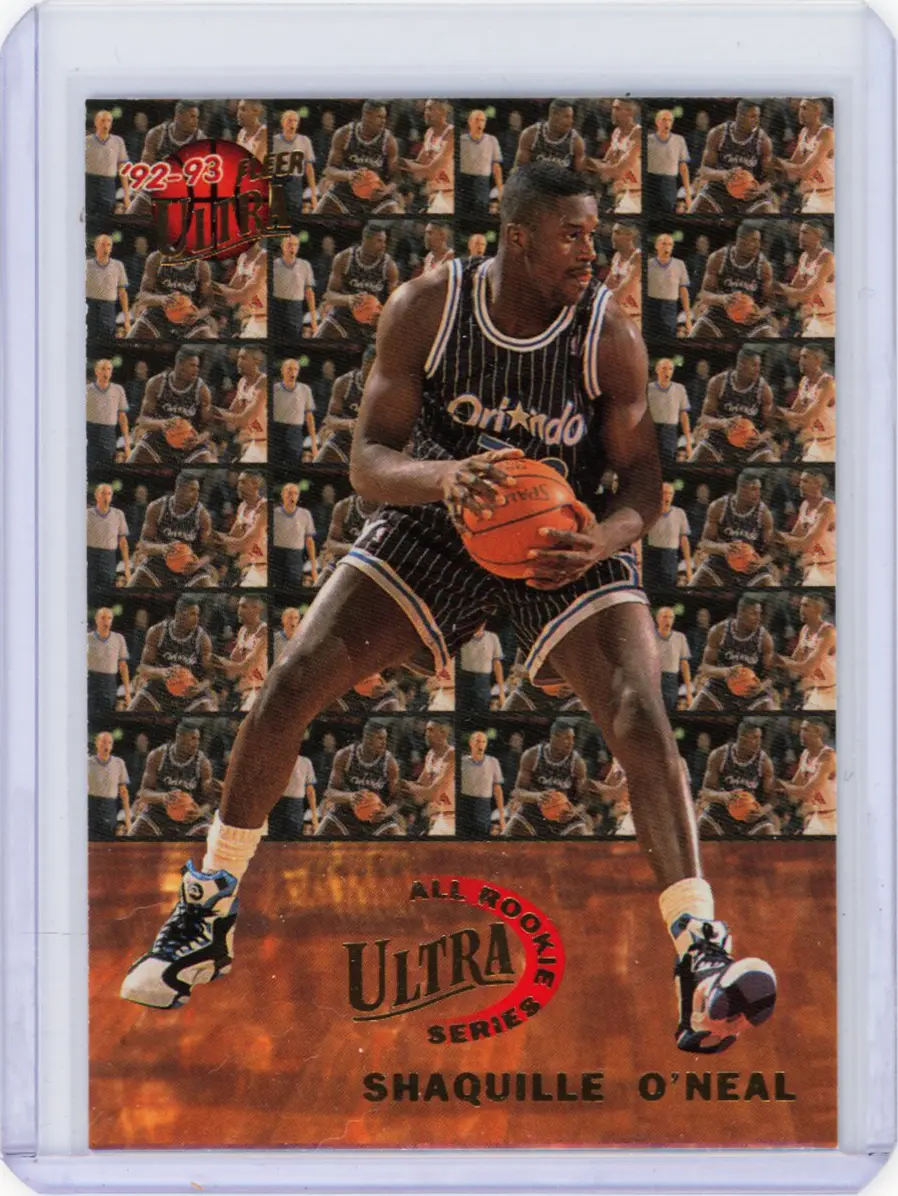 '92-93 FLEER
ULTRA
Orlando
SPALDING
ALL ROOKIE
ULTRA
SERIES
SHAQUILLE O'NEAL